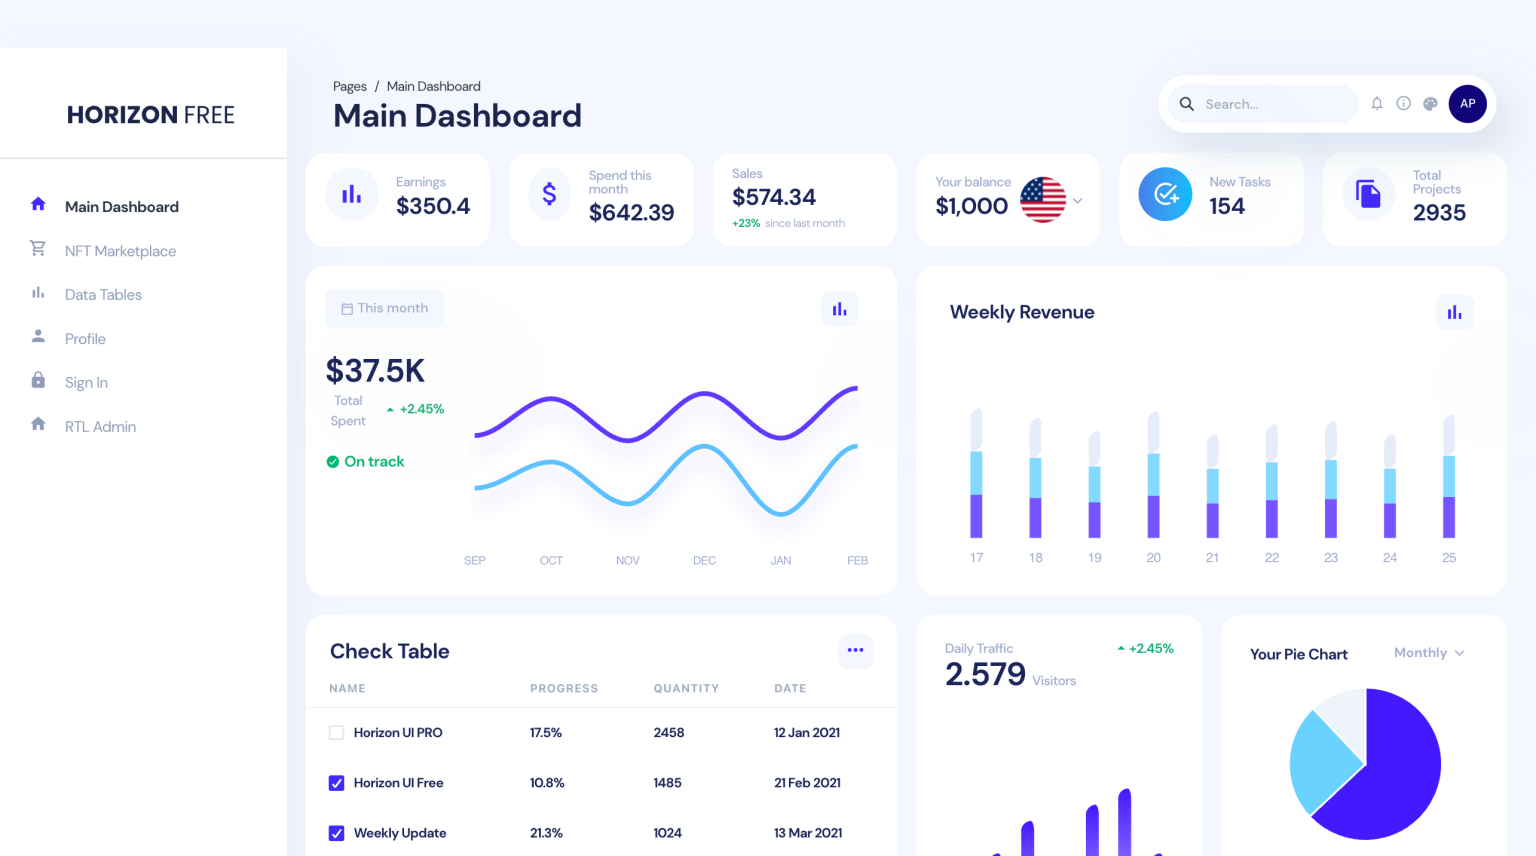 HORIZON FREE
Main Dashboard
NFT Marketplace
Data Tables
Profile
Sign In
RTL Admin
Pages / Main Dashboard
Main Dashboard
Search...
AP
Earnings
$350.4
Spend this
month
$642.39
Sales
$574.34
+23% since last month
Your balance
$1,000
New Tasks
154
Total
Projects
2935
This month
$37.5K
Total
Spent
+2.45%
On track
SEP OCT NOV DEC JAN FEB
Weekly Revenue
17 18 19 20 21 22 23 24 25
Check Table
NAME PROGRESS QUANTITY DATE
Horizon UI PRO 17.5% 2458 12 Jan 2021
Horizon UI Free 10.8% 1485 21 Feb 2021
Weekly Update 21.3% 1024 13 Mar 2021
Daily Traffic
+2.45%
2.579 Visitors
Your Pie Chart
Monthly